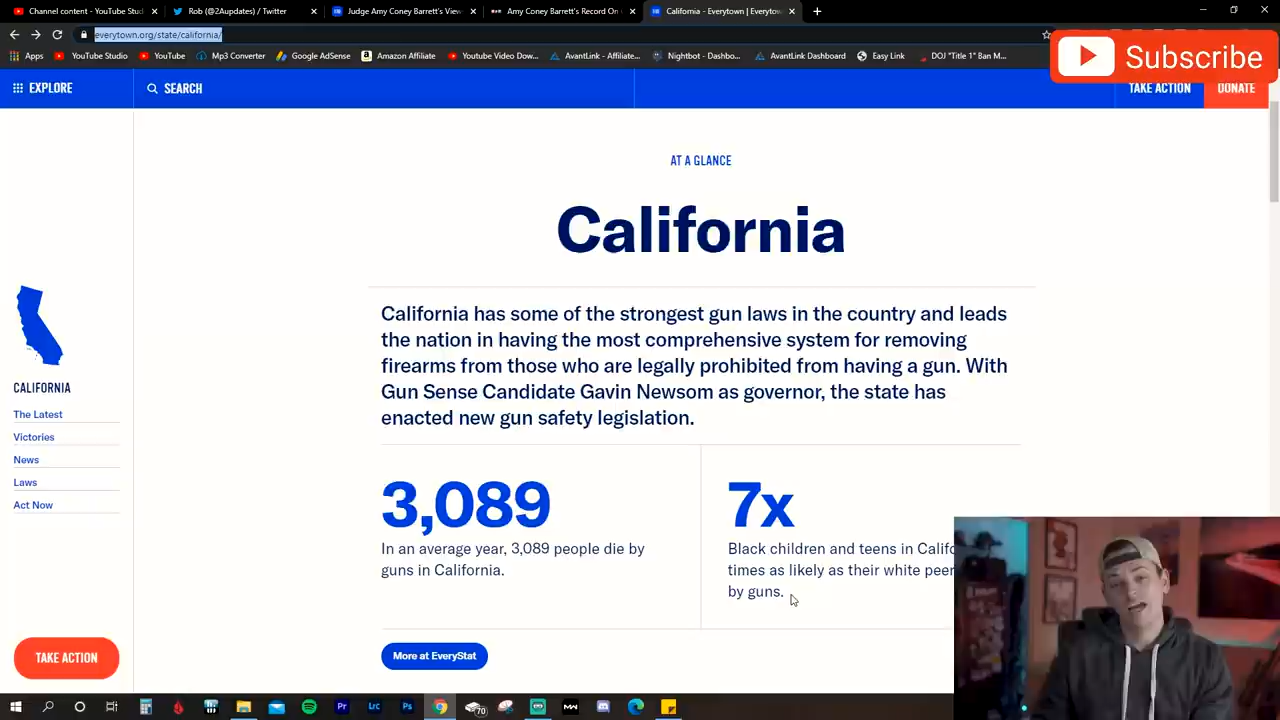 Channel content - YouTube Stu
Rob (@2Aupdates) / Twitter
Judge Amy Coney Barrett's View
Amy Coney Barrett's Record On
California - Everytown | Everytow
everytown.org/state/california/
Apps
YouTube Studio
YouTube
Mp3 Converter
Google AdSense
Amazon Affiliate
Youtube Video Dow...
AvantLink - Affiliate...
Nightbot - Dashbo...
AvantLink Dashboard
Easy Link
DOJ "Title 1" Ban M...
Subscribe
EXPLORE
SEARCH
TAKE ACTION
DONATE
AT A GLANCE
California
California has some of the strongest gun laws in the country and leads
the nation in having the most comprehensive system for removing
firearms from those who are legally prohibited from having a gun. With
Gun Sense Candidate Gavin Newsom as governor, the state has
enacted new gun safety legislation.
CALIFORNIA
The Latest
Victories
News
Laws
Act Now
3,089
In an average year, 3,089 people die by
guns in California.
7x
Black children and teens in Califo
times as likely as their white peer
by guns.
More at EveryStat
TAKE ACTION
Pr
Lrc
Ps
70